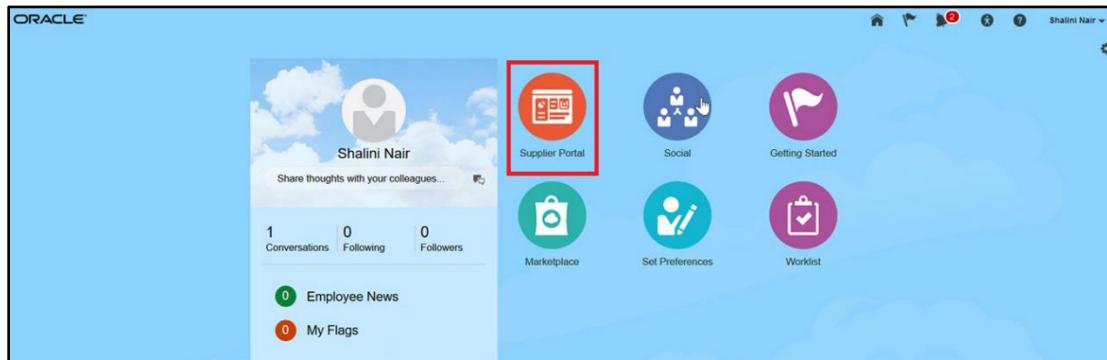 ORACLE
2
Shalini Nair
Shalini Nair
Share thoughts with your colleagues...
1
Conversations
0
Following
0
Followers
0 Employee News
0 My Flags
Supplier Portal
Social
Getting Started
Marketplace
Set Preferences
Worklist